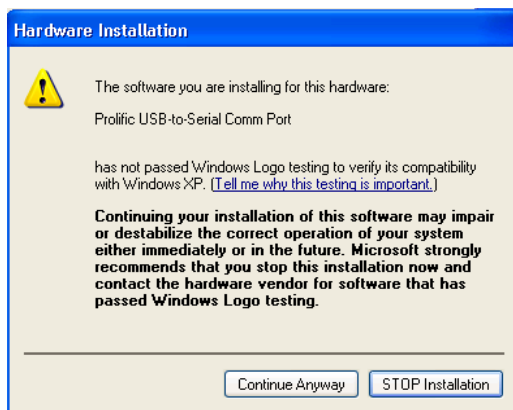 Hardware Installation
The software you are installing for this hardware:
Prolific USB-to-Serial Comm Port
has not passed Windows Logo testing to verify its compatibility
with Windows XP. (Tell me why this testing is important.)
Continuing your installation of this software may impair
or destabilize the correct operation of your system
either immediately or in the future. Microsoft strongly
recommends that you stop this installation now and
contact the hardware vendor for software that has
passed Windows Logo testing.
Continue Anyway STOP Installation